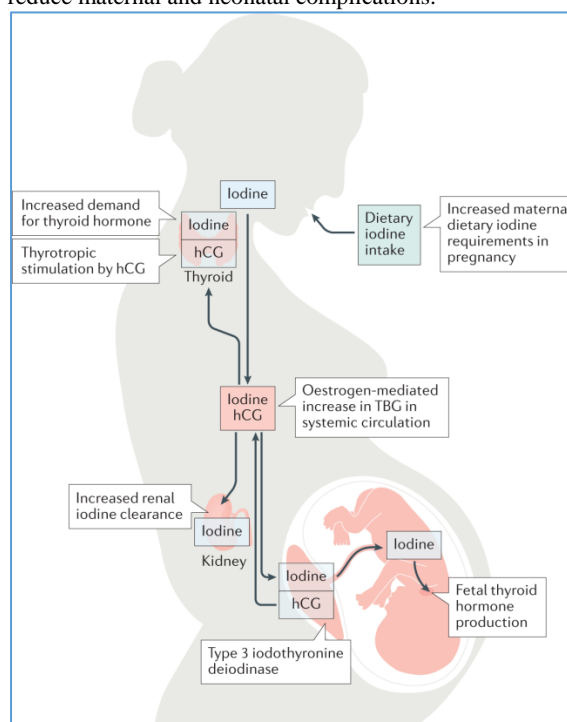 reduce maternal and neonatal complications.
Iodine
Increased demand
for thyroid hormone
Iodine
hCG
Thyroid
Thyrotropic
stimulation by hCG
Dietary
iodine
intake
Increased maternal
dietary iodine
requirements in
pregnancy
Iodine
hCG
Oestrogen-mediated
increase in TBG in
systemic circulation
Increased renal
iodine clearance
Iodine
Kidney
Iodine
hCG
Iodine
Fetal thyroid
hormone
production
Type 3 iodothyronine
deiodinase